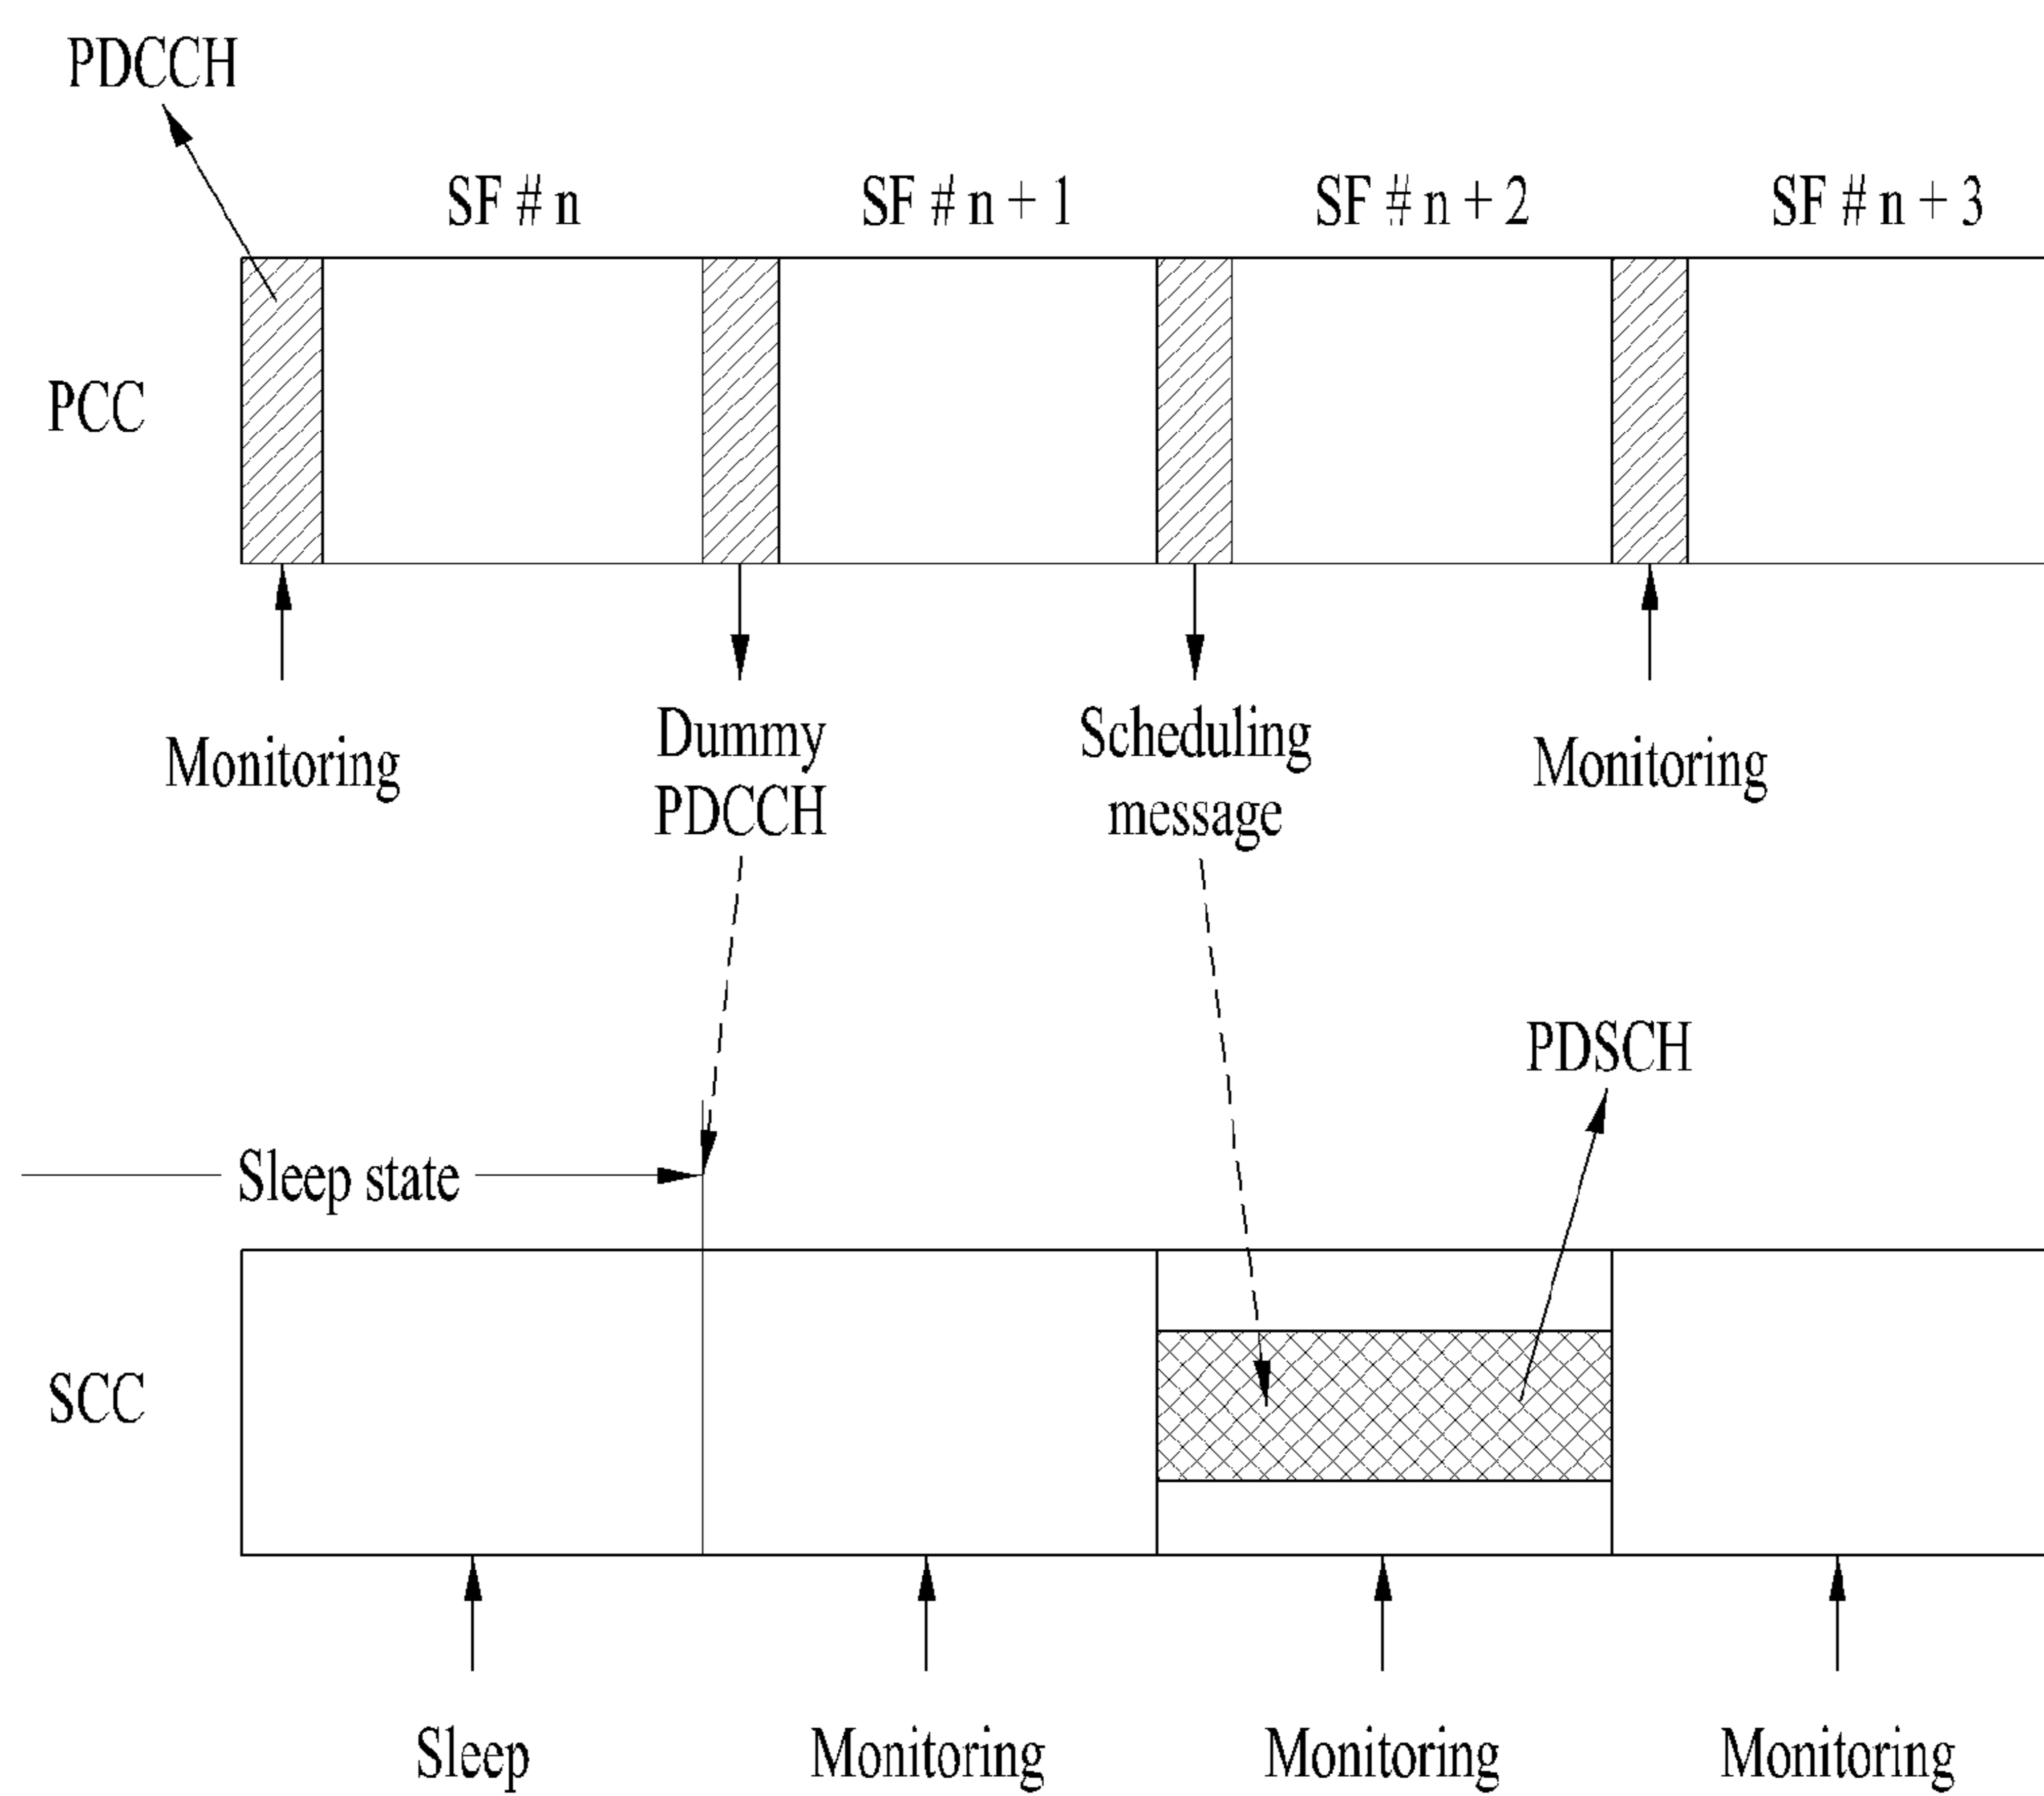 PDCCH
SF # n
SF # n + 1
SF # n + 2
SF # n + 3
PCC
Monitoring
Dummy
PDCCH
Scheduling
message
Monitoring
PDSCH
Sleep state
SCC
Sleep
Monitoring
Monitoring
Monitoring